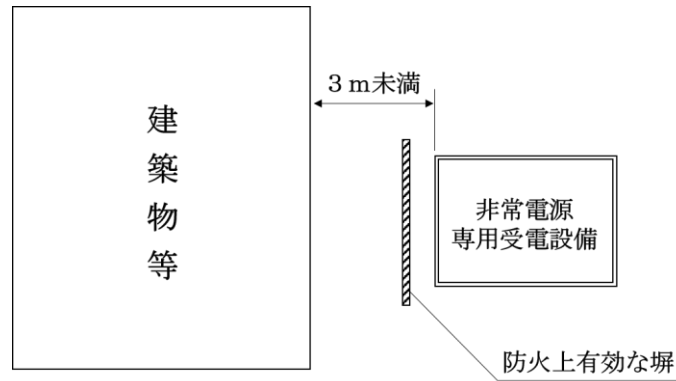 建築物等
３ｍ未満
非常電源
専用受電設備
防火上有効な塀